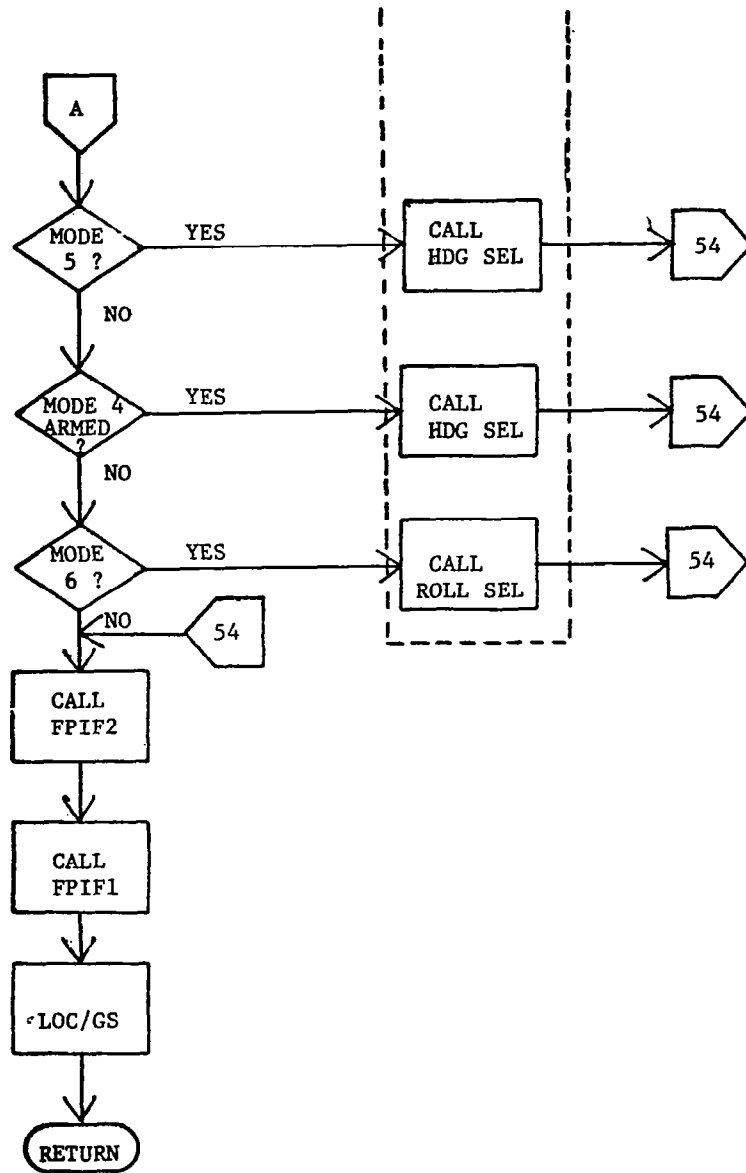 A
MODE
5 ?
YES
CALL
HDG SEL
54
NO
MODE 4
ARMED
?
YES
CALL
HDG SEL
54
NO
MODE
6 ?
YES
CALL
ROLL SEL
54
NO
54
CALL
FPIF2
CALL
FPIF1
LOC/GS
RETURN